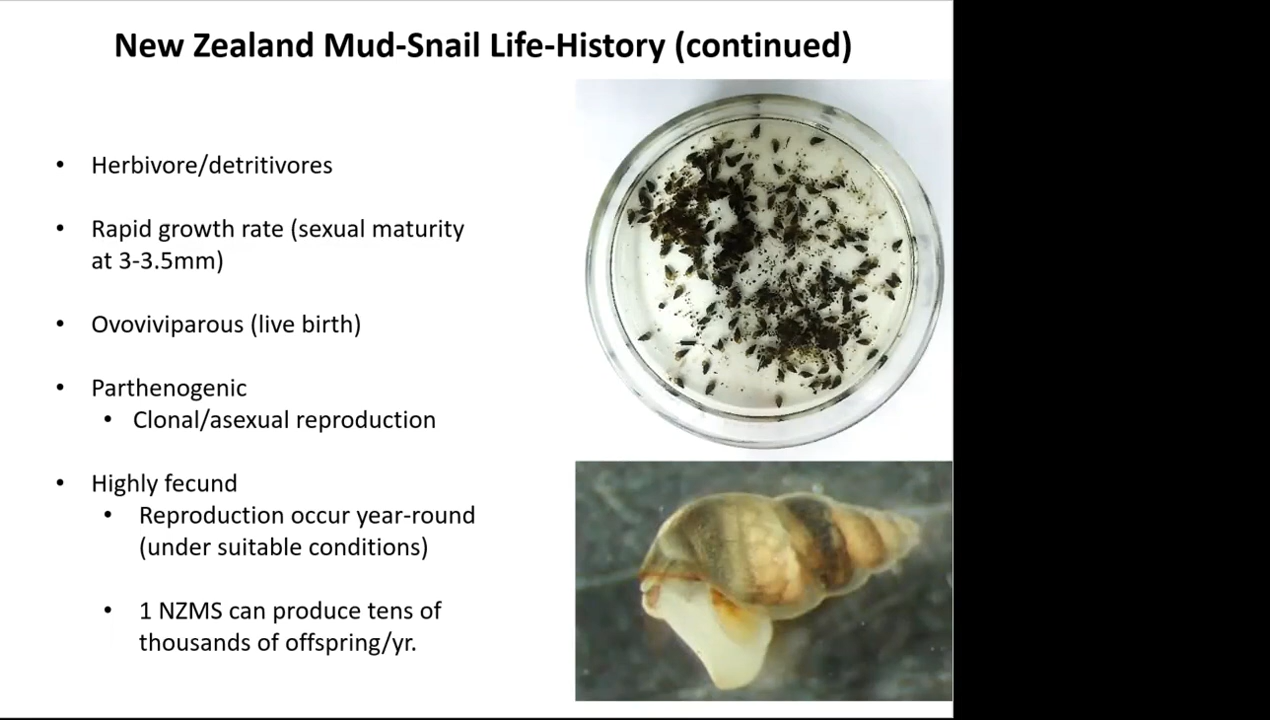 New Zealand Mud-Snail Life-History (continued)
• Herbivore/detritivores
• Rapid growth rate (sexual maturity
at 3-3.5mm)
• Ovoviviparous (live birth)
• Parthenogenic
• Clonal/asexual reproduction
• Highly fecund
• Reproduction occur year-round
(under suitable conditions)
• 1 NZMS can produce tens of
thousands of offspring/yr.